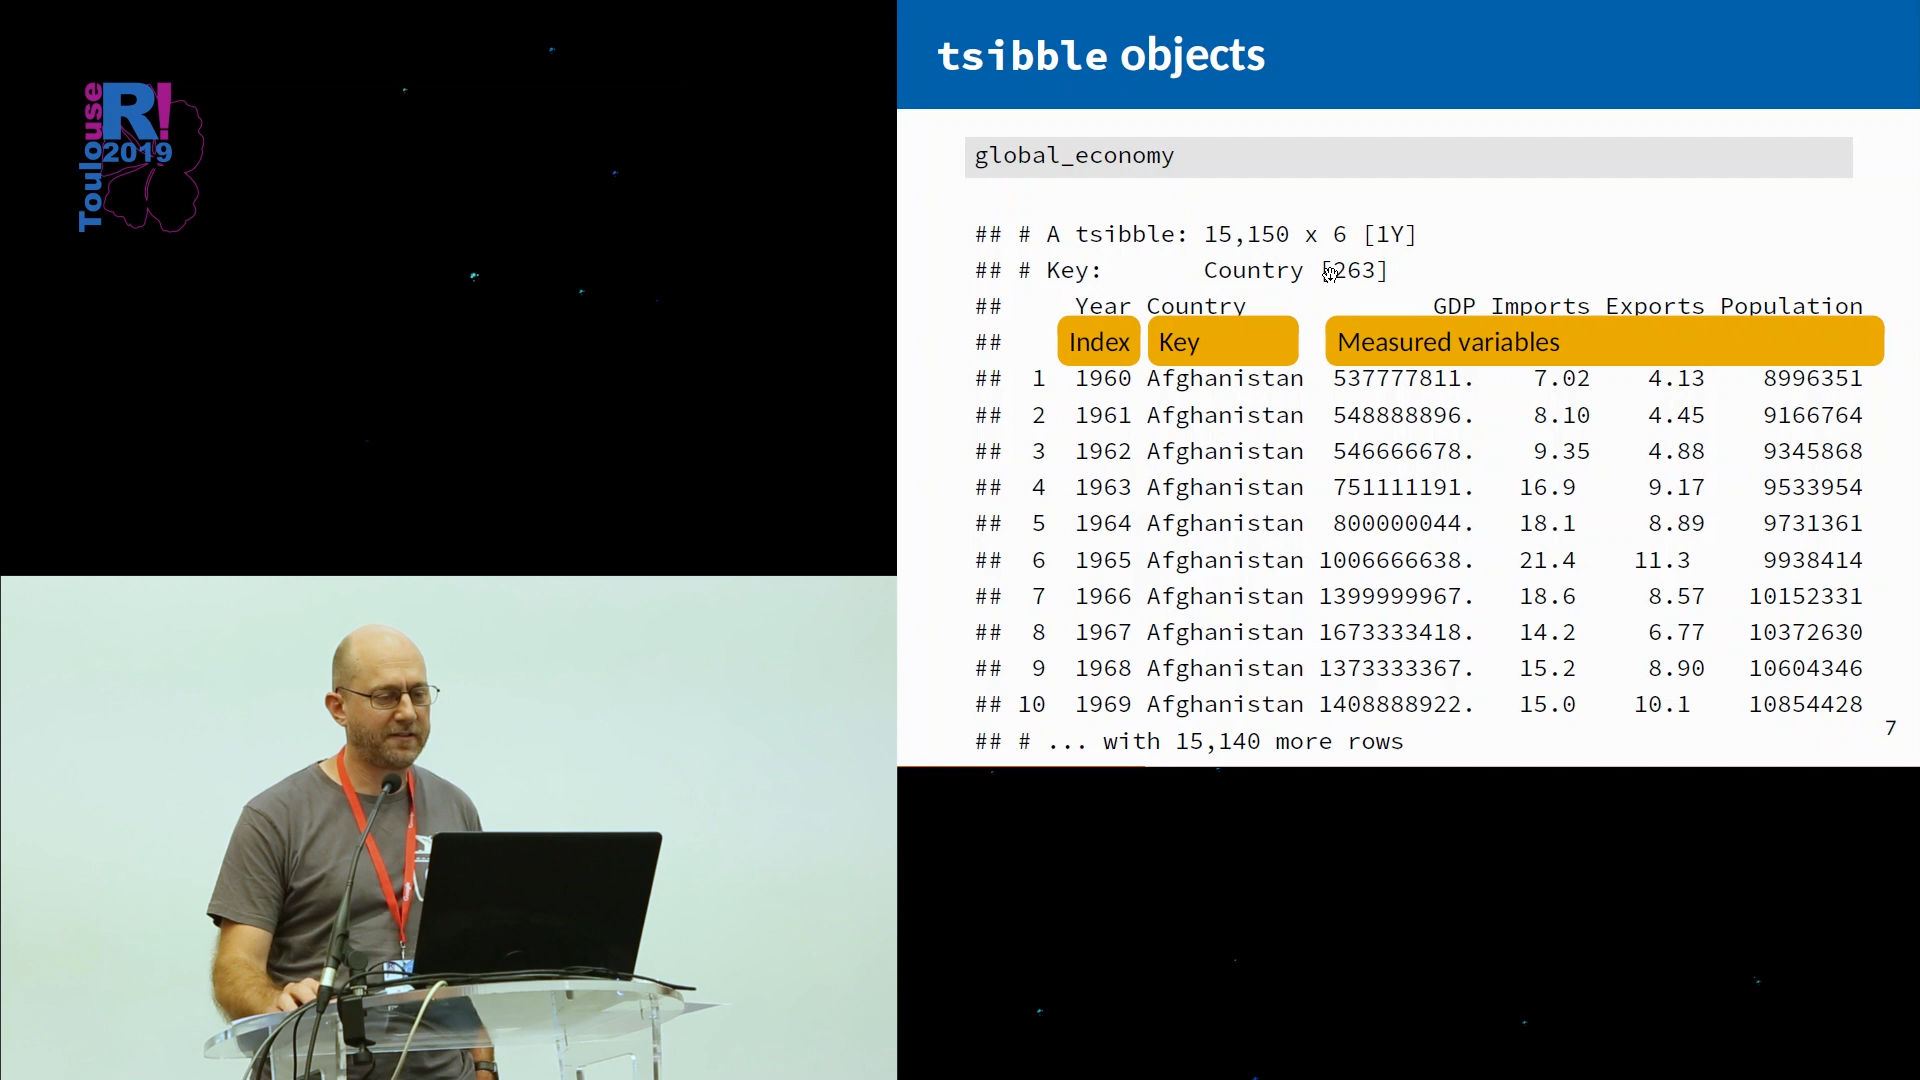 Toulouse
R!
2019
tsibble objects
global_economy
## # A tsibble: 15,150 x 6 [1Y]
## # Key: Country [263]
## Year Country GDP Imports Exports Population
## Index Key Measured variables
## 1 1960 Afghanistan 537777811. 7.02 4.13 8996351
## 2 1961 Afghanistan 548888896. 8.10 4.45 9166764
## 3 1962 Afghanistan 546666678. 9.35 4.88 9345868
## 4 1963 Afghanistan 751111191. 16.9 9.17 9533954
## 5 1964 Afghanistan 800000044. 18.1 8.89 9731361
## 6 1965 Afghanistan 1006666638. 21.4 11.3 9938414
## 7 1966 Afghanistan 1399999967. 18.6 8.57 10152331
## 8 1967 Afghanistan 1673333418. 14.2 6.77 10372630
## 9 1968 Afghanistan 1373333367. 15.2 8.90 10604346
## 10 1969 Afghanistan 1408888922. 15.0 10.1 10854428
## # ... with 15,140 more rows
7